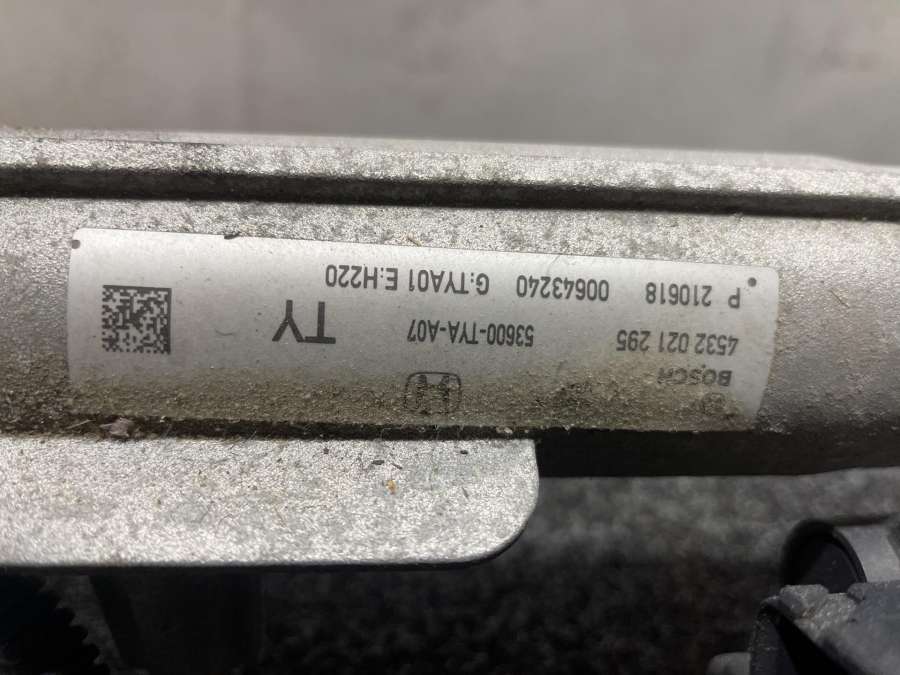 BOSCH
4532 021 295 53600-TYA-A07 TY
P 210618 00643240 G.TYA01 E:H220